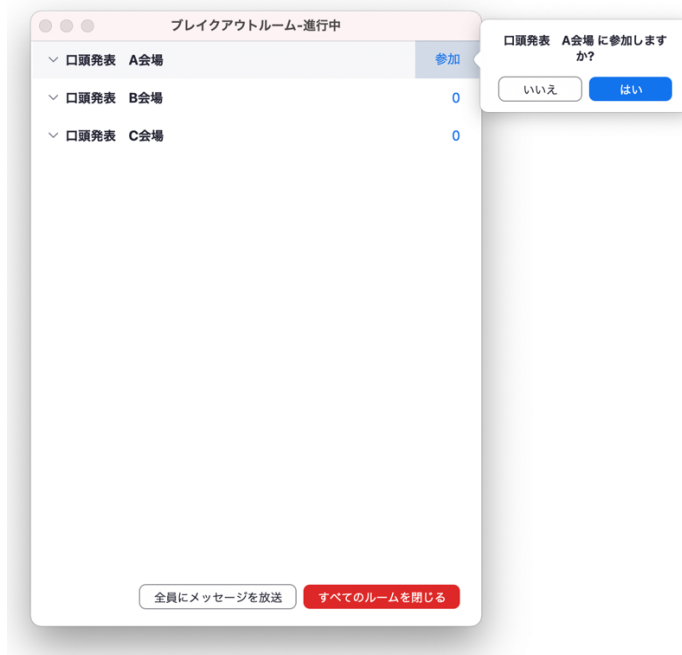 ブレイクアウトルーム-進行中
口頭発表　A会場 参加
口頭発表　B会場 0
口頭発表　C会場 0
口頭発表　A会場 に参加します
か?
いいえ はい
全員にメッセージを放送 すべてのルームを閉じる